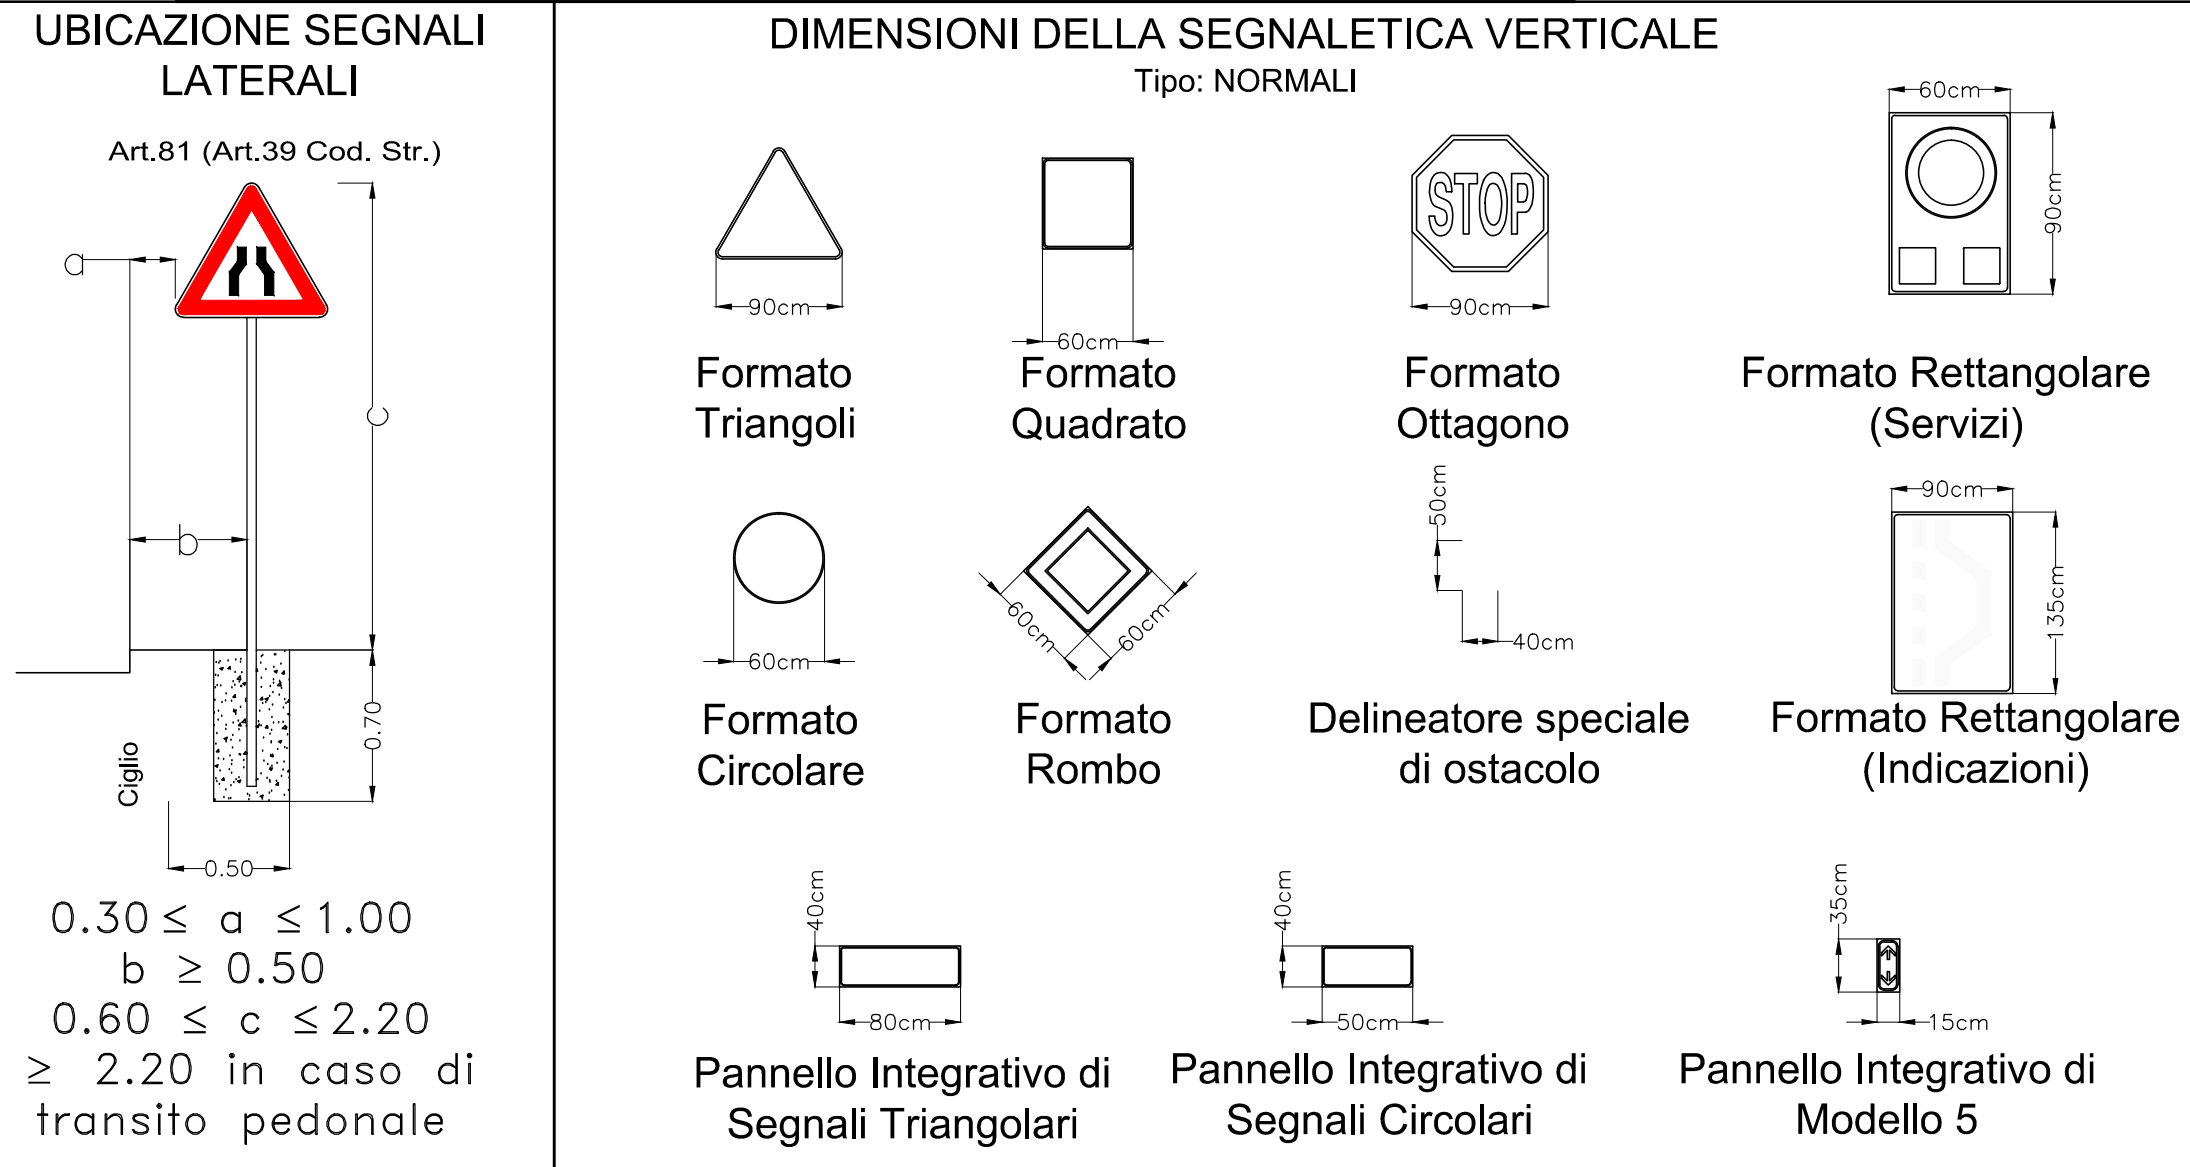 UBICAZIONE SEGNALI
LATERALI
Art.81 (Art.39 Cod. Str.)
a
c
b
0.70
Ciglio
0.50
0.30 ≤ a ≤ 1.00
b ≥ 0.50
0.60 ≤ c ≤ 2.20
≥ 2.20 in caso di
transito pedonale
DIMENSIONI DELLA SEGNALETICA VERTICALE
Tipo: NORMALI
90cm
Formato
Triangoli
60cm
Formato
Quadrato
STOP
90cm
Formato
Ottagono
60cm
90cm
Formato Rettangolare
(Servizi)
60cm
Formato
Circolare
60cm
60cm
Formato
Rombo
50cm
40cm
Delineatore speciale
di ostacolo
90cm
135cm
Formato Rettangolare
(Indicazioni)
40cm
80cm
Pannello Integrativo di
Segnali Triangolari
40cm
50cm
Pannello Integrativo di
Segnali Circolari
35cm
15cm
Pannello Integrativo di
Modello 5